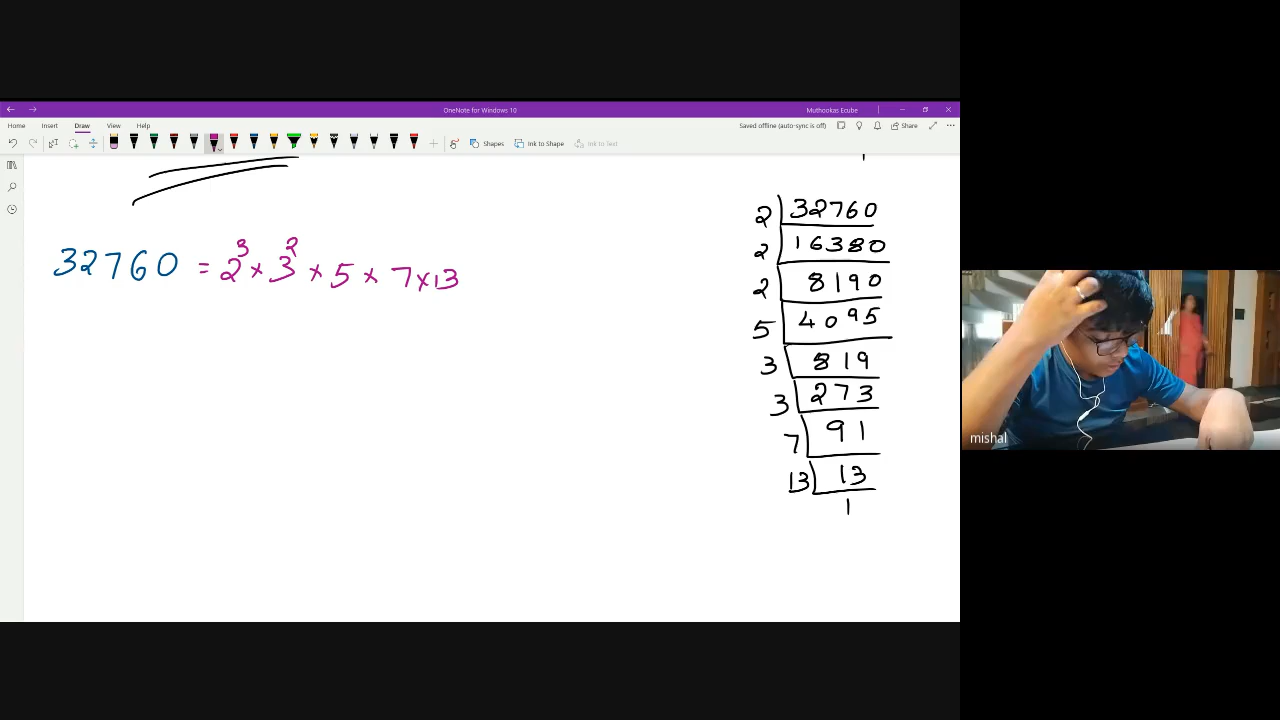 OneNote for Windows 10
Muthookas Ecube
Home Insert Draw View Help
Saved offline (auto-sync is off) Share
Shapes Ink to Shape Ink to Text
32760 = 2³ × 3² × 5 × 7 × 13
2 32760
2 16380
2 8190
5 4095
3 819
3 273
7 91
13 13
1
mishal